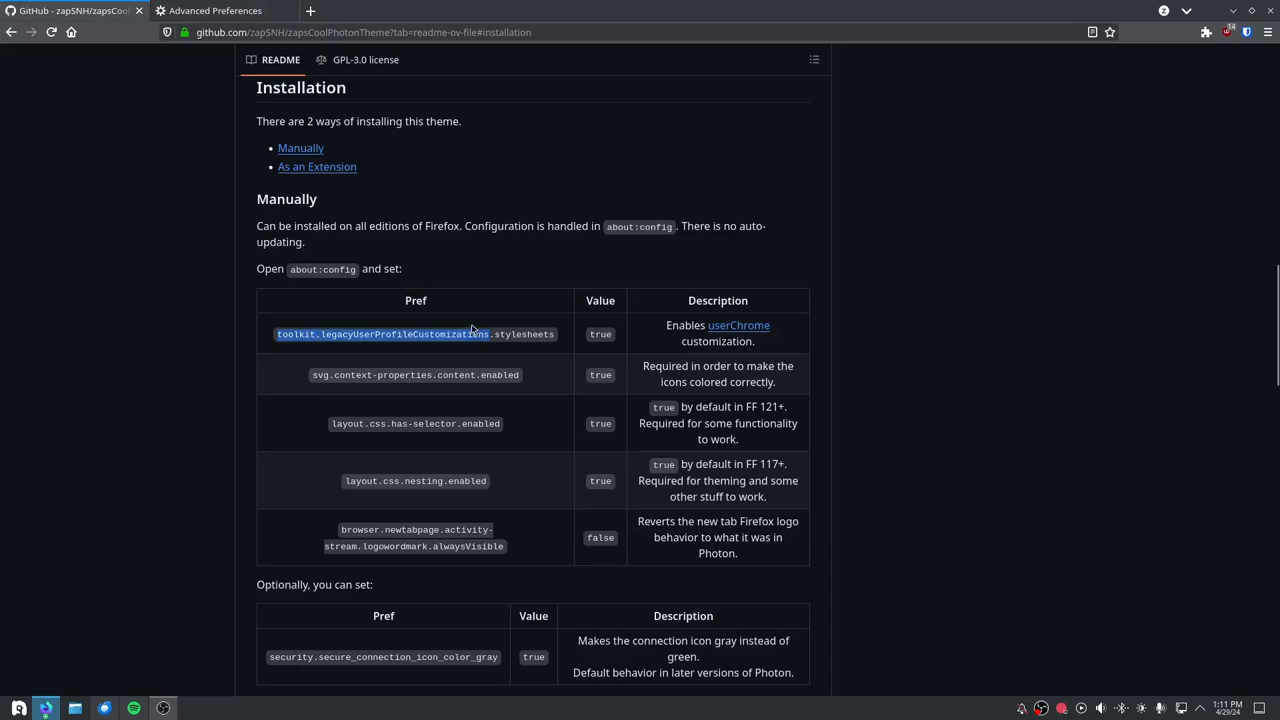 GitHub - zapSNH/zapsCool
Advanced Preferences
github.com/zapSNH/zapsCoolPhotonTheme?tab=readme-ov-file#installation
14
README
GPL-3.0 license
Installation
There are 2 ways of installing this theme.
Manually
As an Extension
Manually
Can be installed on all editions of Firefox. Configuration is handled in about:config. There is no auto-
updating.
Open about:config and set:
Pref Value Description
toolkit.legacyUserProfileCustomizations.stylesheets true Enables userChrome
customization.
svg.context-properties.content.enabled true Required in order to make the
icons colored correctly.
layout.css.has-selector.enabled true true by default in FF 121+.
Required for some functionality
to work.
layout.css.nesting.enabled true true by default in FF 117+.
Required for theming and some
other stuff to work.
browser.newtabpage.activity-
stream.logowordmark.alwaysVisible false Reverts the new tab Firefox logo
behavior to what it was in
Photon.
Optionally, you can set:
Pref Value Description
security.secure_connection_icon_color_gray true Makes the connection icon gray instead of
green.
Default behavior in later versions of Photon.
1:11 PM
4/29/24